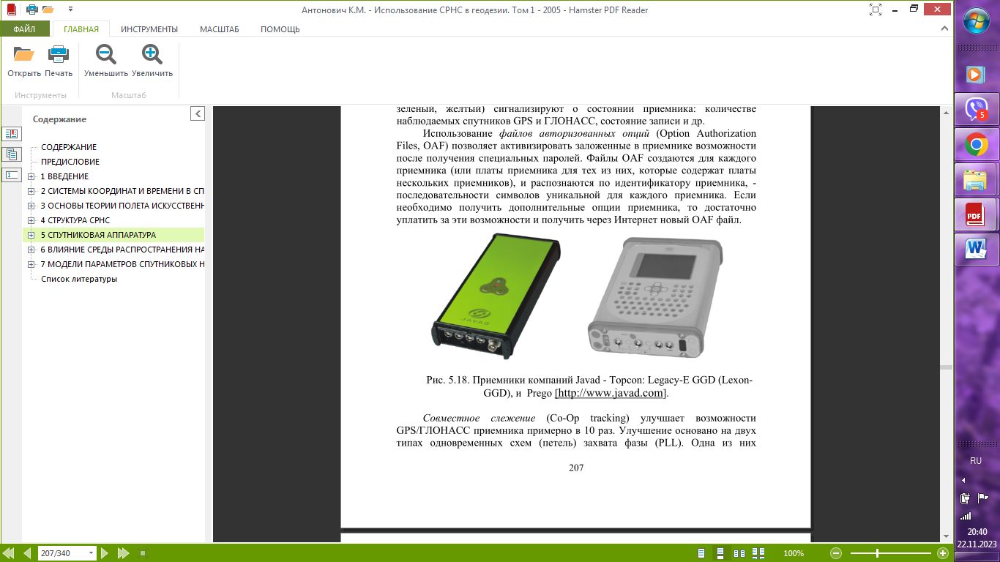 Антонович К.М. - Использование СРНС в геодезии. Том 1 - 2005 - Hamster PDF Reader
ФАЙЛ ГЛАВНАЯ ИНСТРУМЕНТЫ МАСШТАБ ПОМОЩЬ
Открыть Печать Уменьшить Увеличить
Инструменты Масштаб
Содержание
СОДЕРЖАНИЕ
ПРЕДИСЛОВИЕ
1 ВВЕДЕНИЕ
2 СИСТЕМЫ КООРДИНАТ И ВРЕМЕНИ В СП
3 ОСНОВЫ ТЕОРИИ ПОЛЕТА ИСКУССТВЕНН
4 СТРУКТУРА СРНС
5 СПУТНИКОВАЯ АППАРАТУРА
6 ВЛИЯНИЕ СРЕДЫ РАСПРОСТРАНЕНИЯ НА
7 МОДЕЛИ ПАРАМЕТРОВ СПУТНИКОВЫХ Н
Список литературы
зеленый, желтый) сигнализируют о состоянии приемника: количестве
наблюдаемых спутников GPS и ГЛОНАСС, состояние записи и др.
Использование файлов авторизованных опций (Option Authorization
Files, OAF) позволяет активизировать заложенные в приемнике возможности
после получения специальных паролей. Файлы OAF создаются для каждого
приемника (или платы приемника для тех из них, которые содержат платы
нескольких приемников), и распознаются по идентификатору приемника, -
последовательности символов уникальной для каждого приемника. Если
необходимо получить дополнительные опции приемника, то достаточно
уплатить за эти возможности и получить через Интернет новый OAF файл.
JAVAD
Рис. 5.18. Приемники компаний Javad - Topcon: Legacy-E GGD (Lexon-
GGD), и Prego [http://www.javad.com].
Совместное слежение (Co-Op tracking) улучшает возможности
GPS/ГЛОНАСС приемника примерно в 10 раз. Улучшение основано на двух
типах одновременных схем (петель) захвата фазы (PLL). Одна из них
207
207/340
100%
5
PDF
W
RU
20:40
22.11.2023